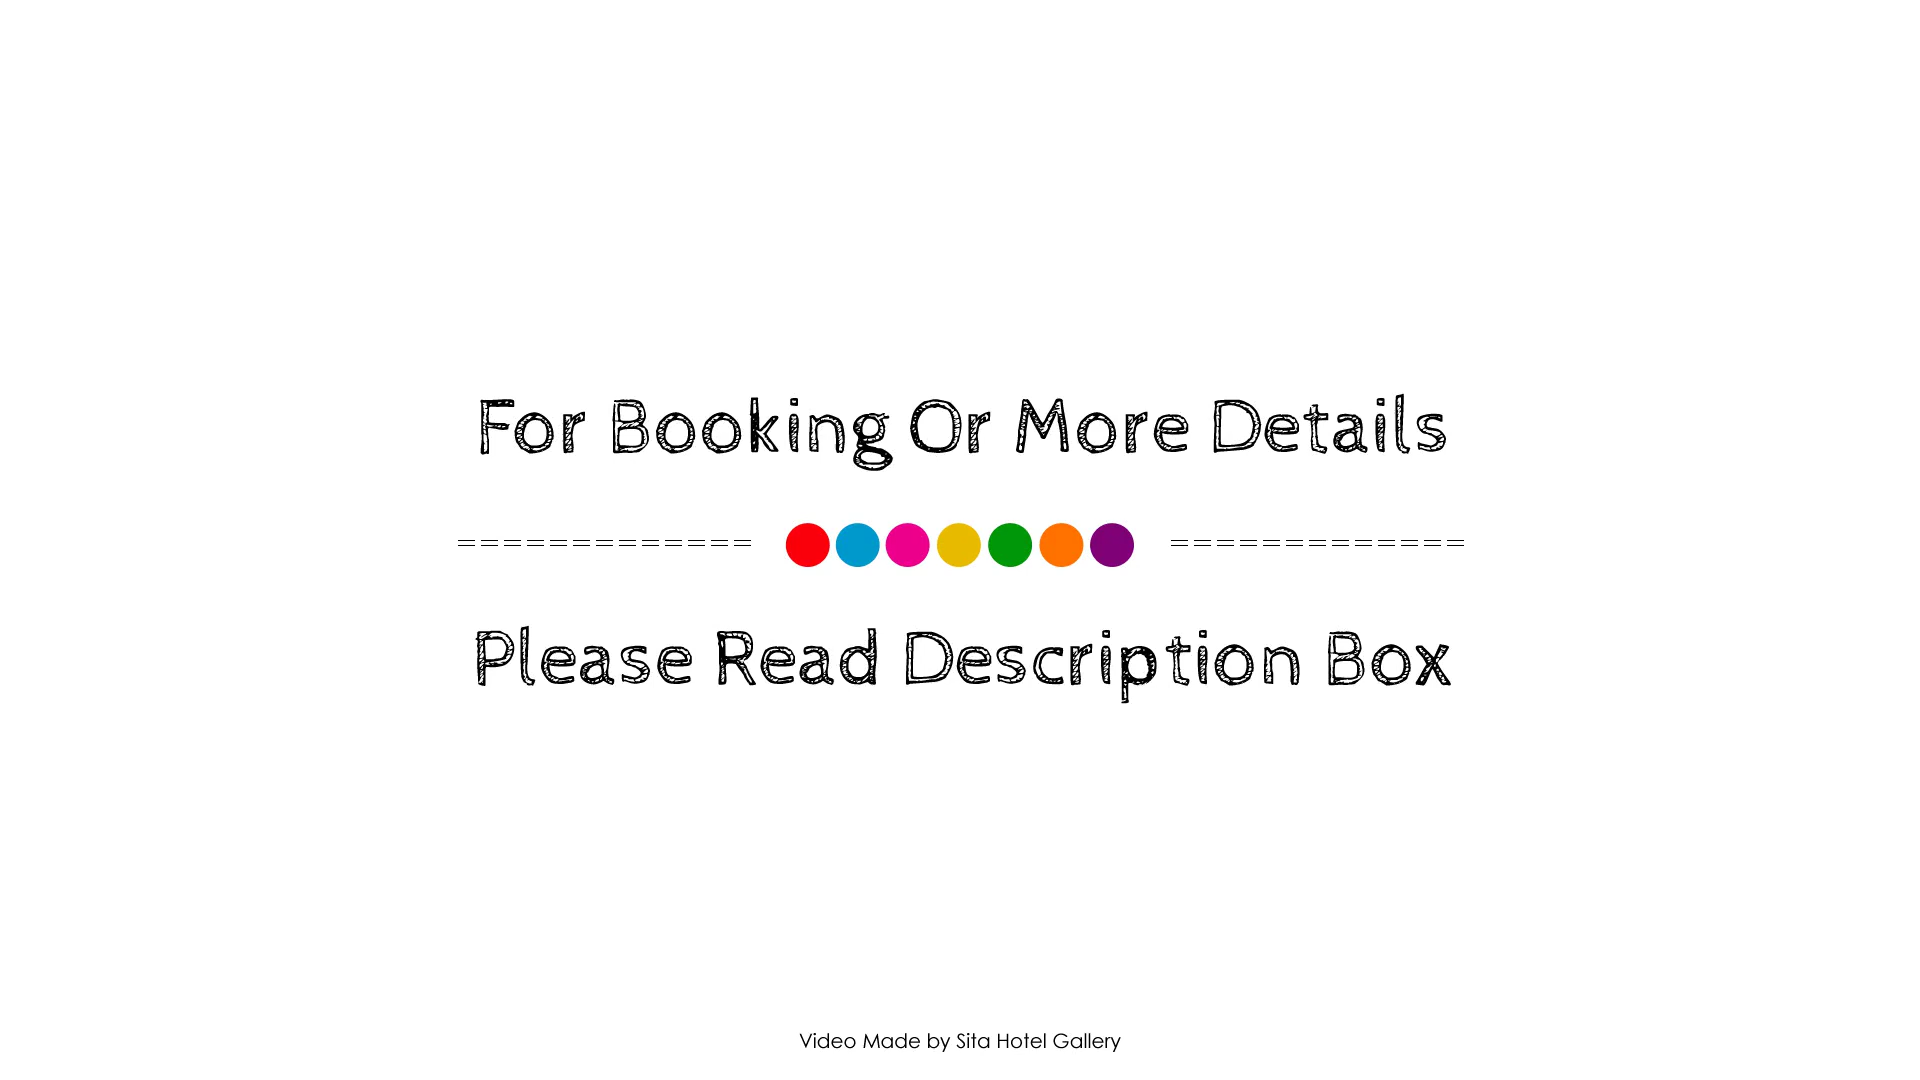 For Booking Or More Details
============= =============
Please Read Description Box
Video Made by Sita Hotel Gallery